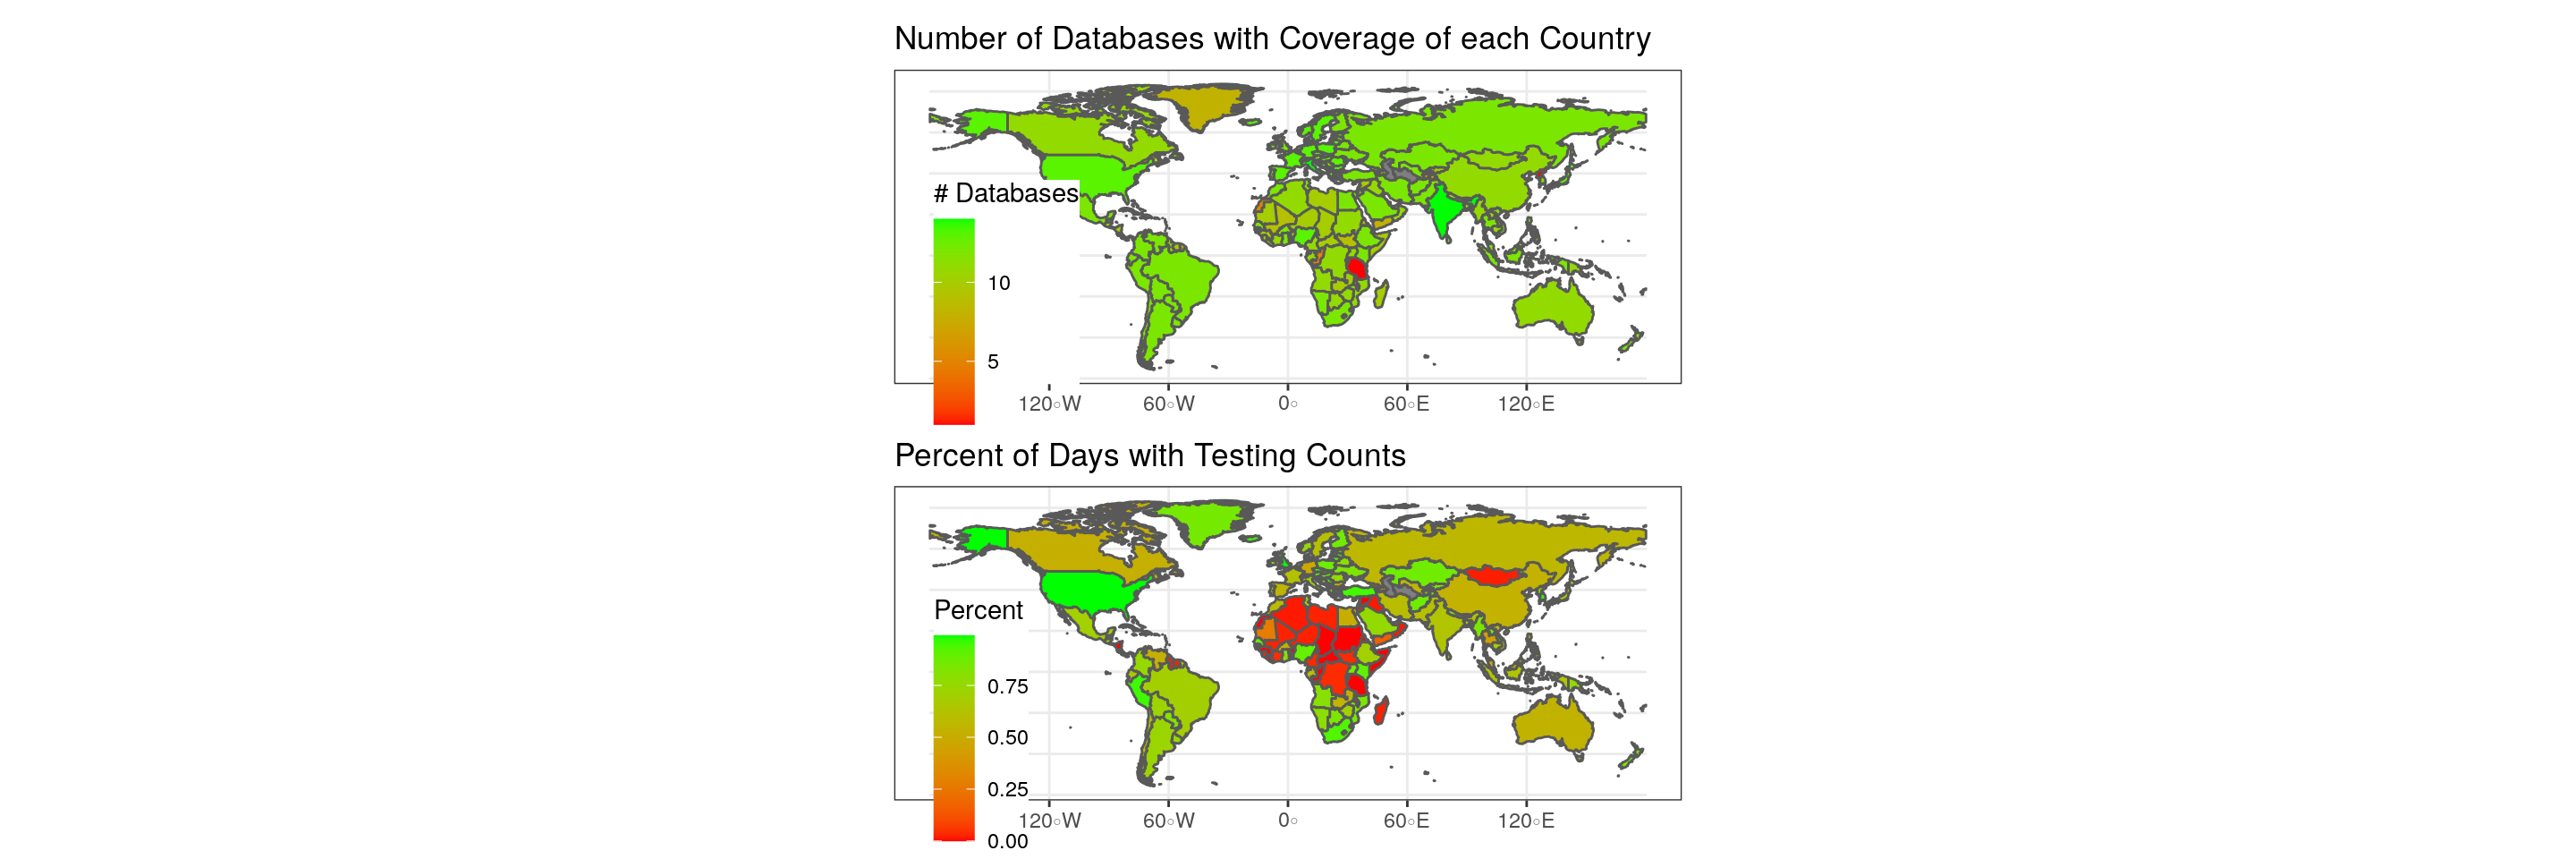 Number of Databases with Coverage of each Country
# Databases
10
5
120◦W 60◦W 0◦ 60◦E 120◦E
Percent of Days with Testing Counts
Percent
0.75
0.50
0.25
0.00
120◦W 60◦W 0◦ 60◦E 120◦E